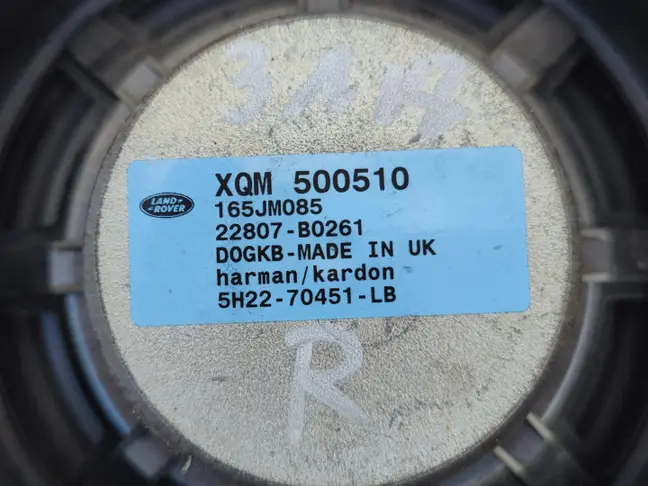 LAND
ROVER
XQM 500510
165JM085
22807-B0261
D0GKB-MADE IN UK
harman/kardon
5H22-70451-LB
R